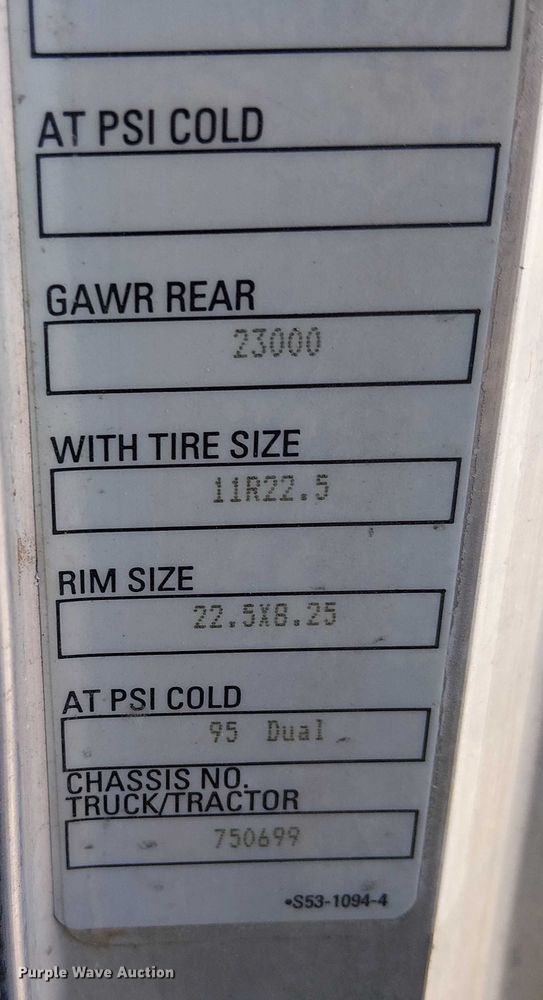 AT PSI COLD
GAWR REAR
23000
WITH TIRE SIZE
11R22.5
RIM SIZE
22.5X8.25
AT PSI COLD
95 Dual
CHASSIS NO.
TRUCK/TRACTOR
750699
•S53-1094-4
Purple Wave Auction